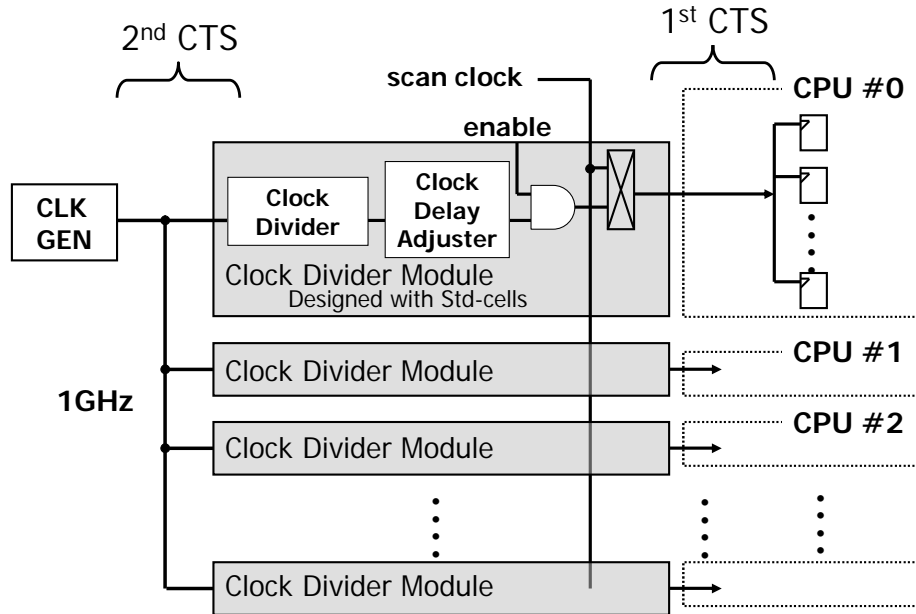 2nd CTS
1st CTS
scan clock
CPU #0
enable
CLK
GEN
Clock
Divider
Clock
Delay
Adjuster
Clock Divider Module
Designed with Std-cells
1GHz
Clock Divider Module
CPU #1
Clock Divider Module
CPU #2
Clock Divider Module